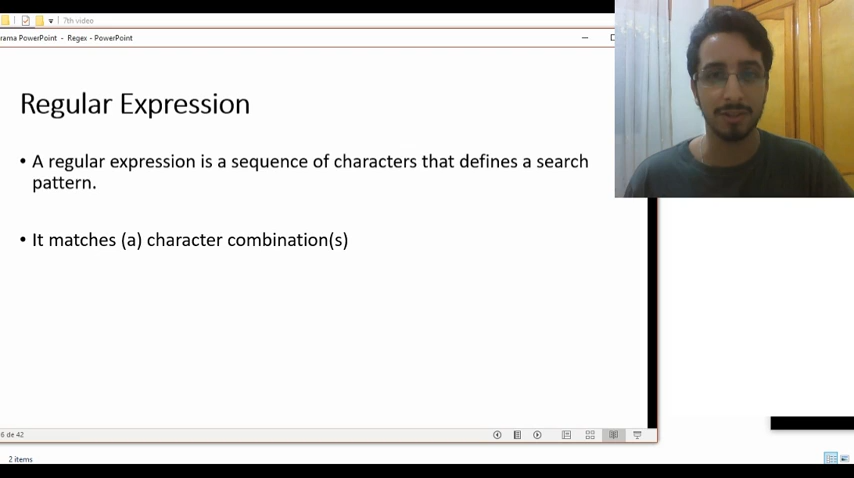 7th video
rama PowerPoint - Regex - PowerPoint
Regular Expression
• A regular expression is a sequence of characters that defines a search
pattern.
• It matches (a) character combination(s)
6 de 42
2 items